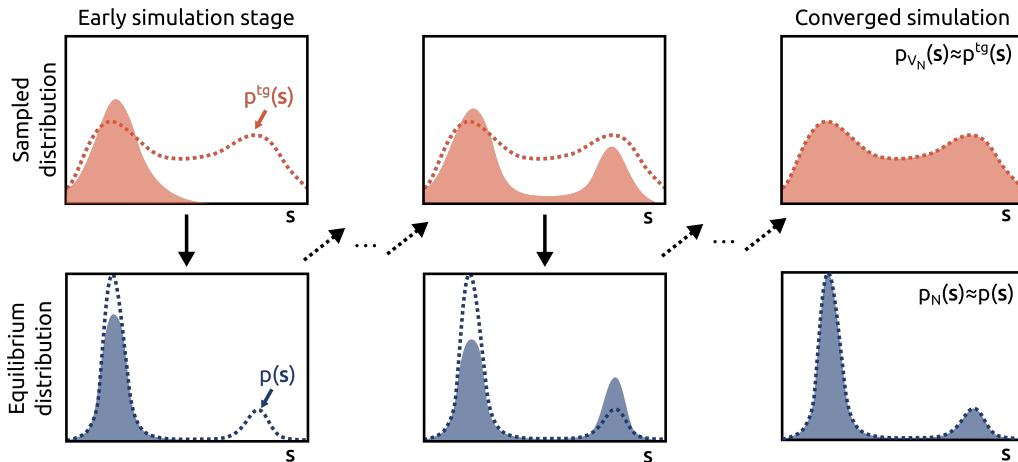 Early simulation stage
Converged simulation
Sampled
distribution
p^tg(s)
p_V_N(s)≈p^tg(s)
s
s
s
...
...
Equilibrium
distribution
p(s)
p_N(s)≈p(s)
s
s
s